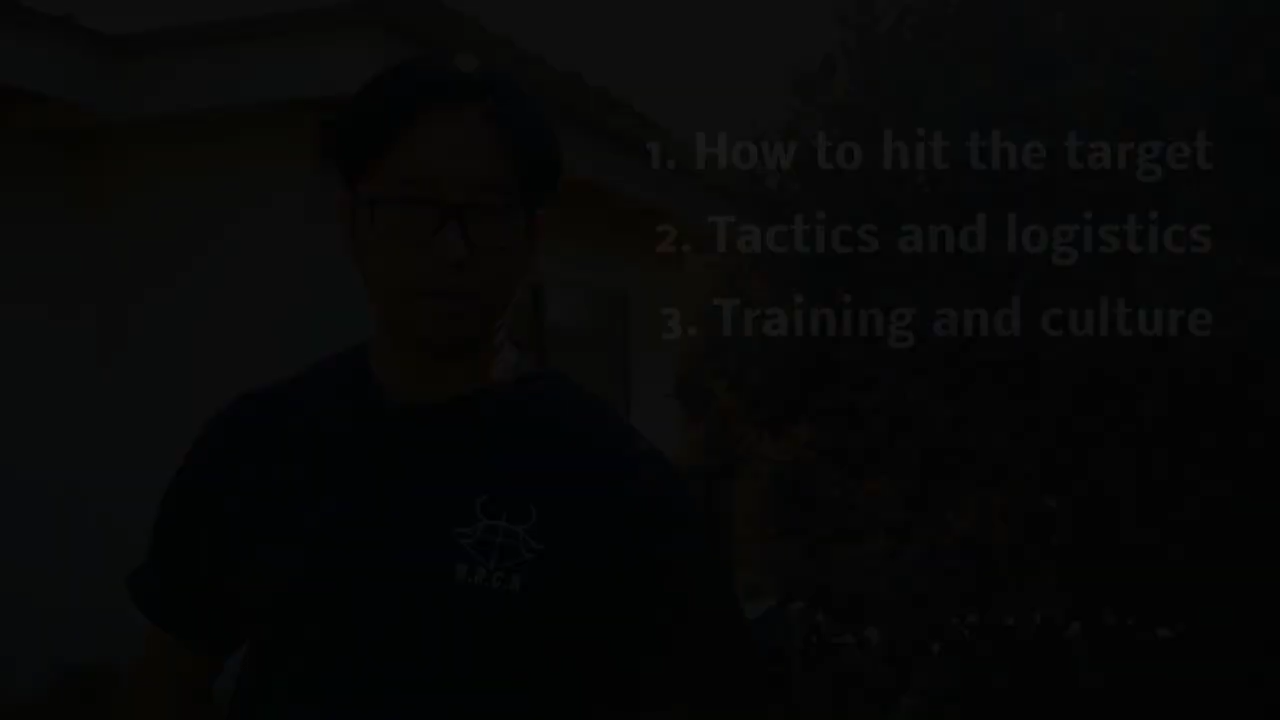 1. How to hit the target
2. Tactics and logistics
3. Training and culture